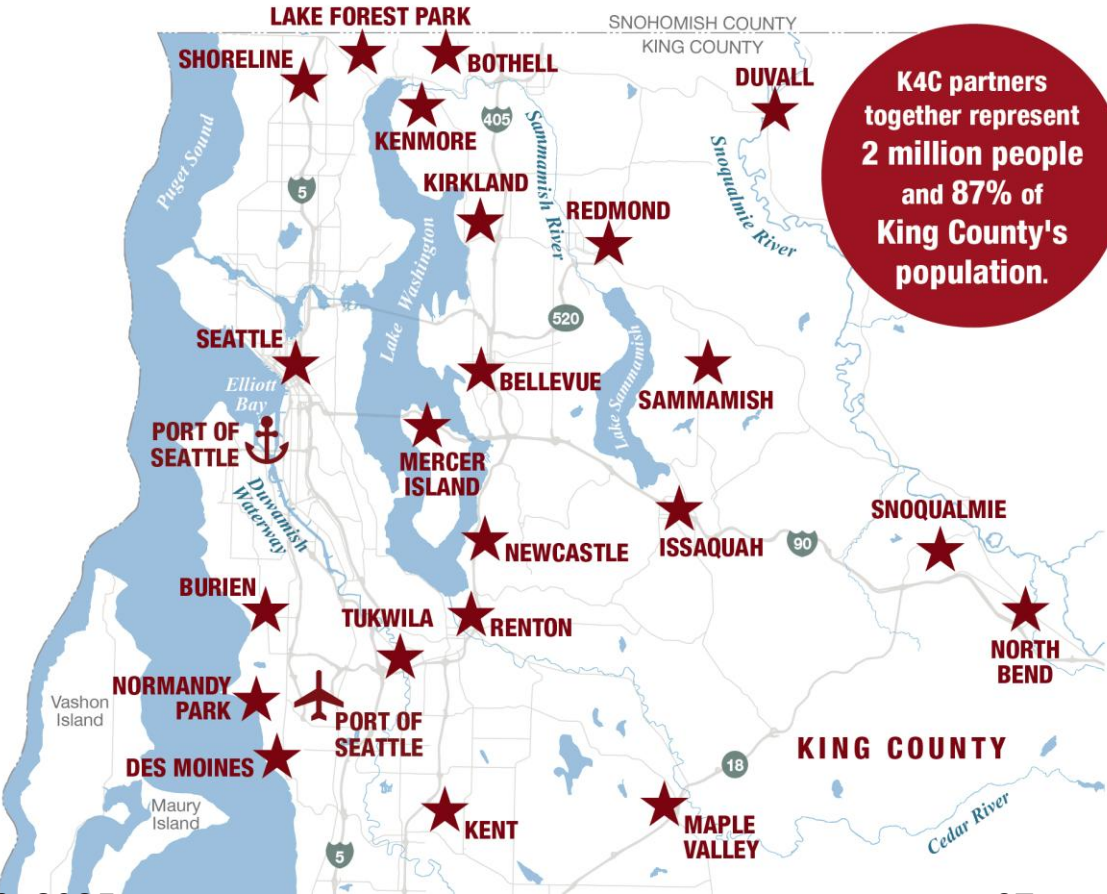 LAKE FOREST PARK
SNOHOMISH COUNTY
KING COUNTY
SHORELINE
BOTHELL
DUVALL
K4C partners
together represent
2 million people
and 87% of
King County's
population.
KENMORE
405
Sammamish River
Snoqualmie River
Puget Sound
5
KIRKLAND
REDMOND
Lake Washington
520
SEATTLE
BELLEVUE
Lake Sammamish
SAMMAMISH
Elliott
Bay
PORT OF
SEATTLE
MERCER
ISLAND
Duwamish
Waterway
SNOQUALMIE
NEWCASTLE
ISSAQUAH
90
BURIEN
TUKWILA
RENTON
NORTH
BEND
NORMANDY
PARK
Vashon
Island
PORT OF
SEATTLE
KING COUNTY
DES MOINES
18
Maury
Island
KENT
MAPLE
VALLEY
Cedar River
5